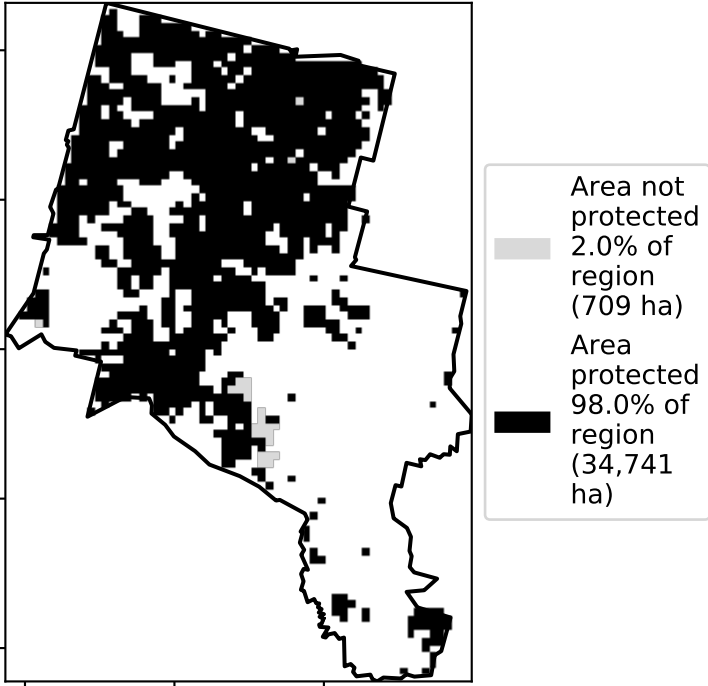 Area not
protected
2.0% of
region
(709 ha)
Area
protected
98.0% of
region
(34,741
ha)